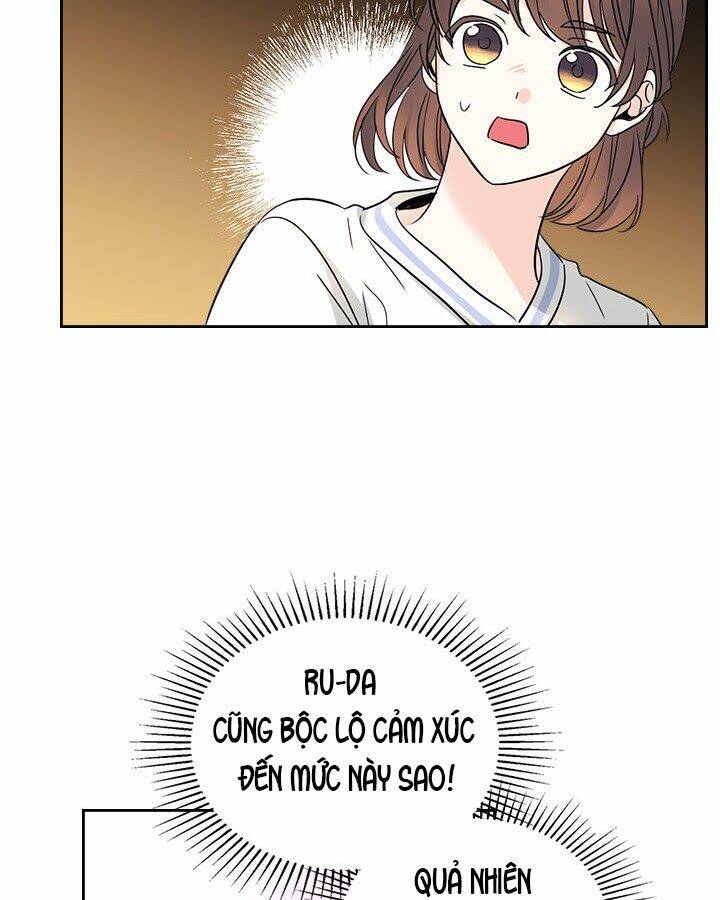 RU-DA
CŨNG BỘC LỘ CẢM XÚC
ĐẾN MỨC NÀY SAO!
QUẢ NHIÊN